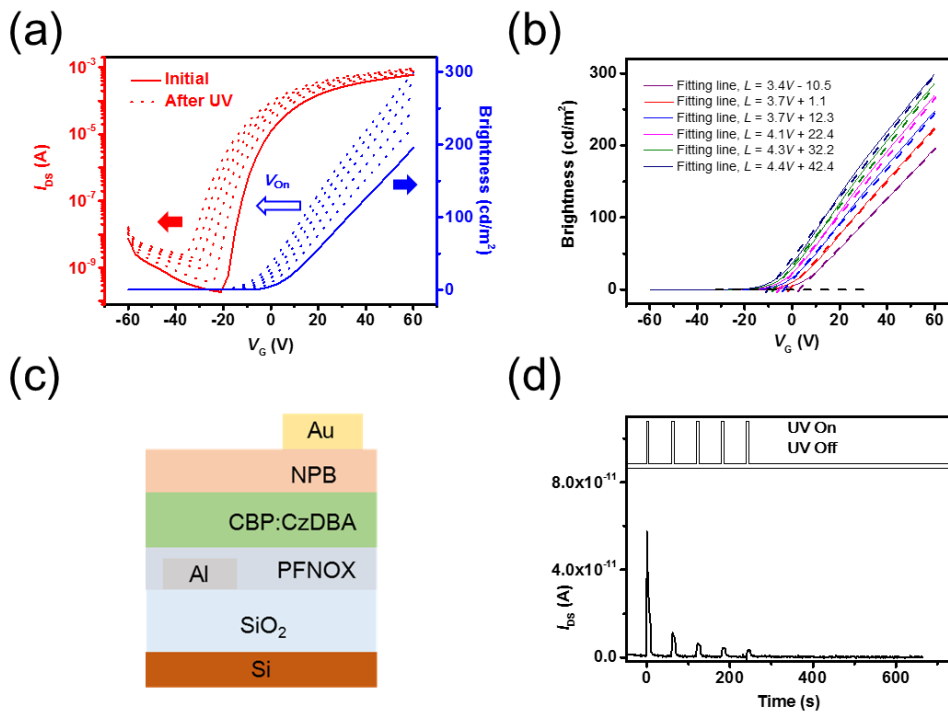 (a)
10⁻³
10⁻⁵
10⁻⁷
10⁻⁹
I_DS (A)
Initial
After UV
V_On
300
200
100
0
Brightness (cd/m²)
-60 -40 -20 0 20 40 60
V_G (V)
(b)
300
200
100
0
Brightness (cd/m²)
Fitting line, L = 3.4V - 10.5
Fitting line, L = 3.7V + 1.1
Fitting line, L = 3.7V + 12.3
Fitting line, L = 4.1V + 22.4
Fitting line, L = 4.3V + 32.2
Fitting line, L = 4.4V + 42.4
-60 -40 -20 0 20 40 60
V_G (V)
(c)
Au
NPB
CBP:CzDBA
Al PFNOX
SiO₂
Si
(d)
UV On
UV Off
8.0x10⁻¹¹
4.0x10⁻¹¹
0.0
I_DS (A)
0 200 400 600
Time (s)